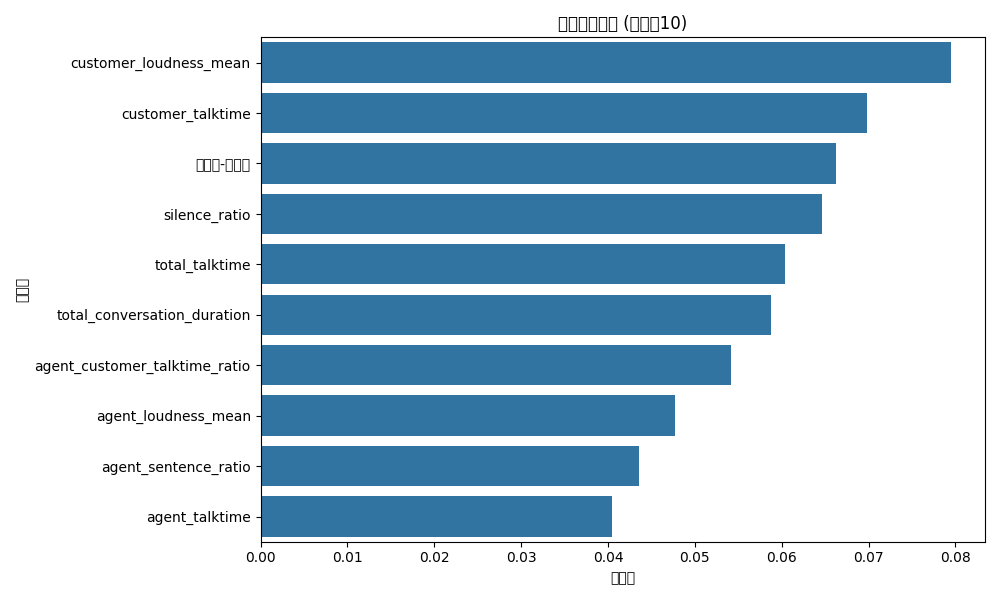 (10)
customer_loudness_mean
customer_talktime
-
silence_ratio
total_talktime
total_conversation_duration
agent_customer_talktime_ratio
agent_loudness_mean
agent_sentence_ratio
agent_talktime
0.00 0.01 0.02 0.03 0.04 0.05 0.06 0.07 0.08